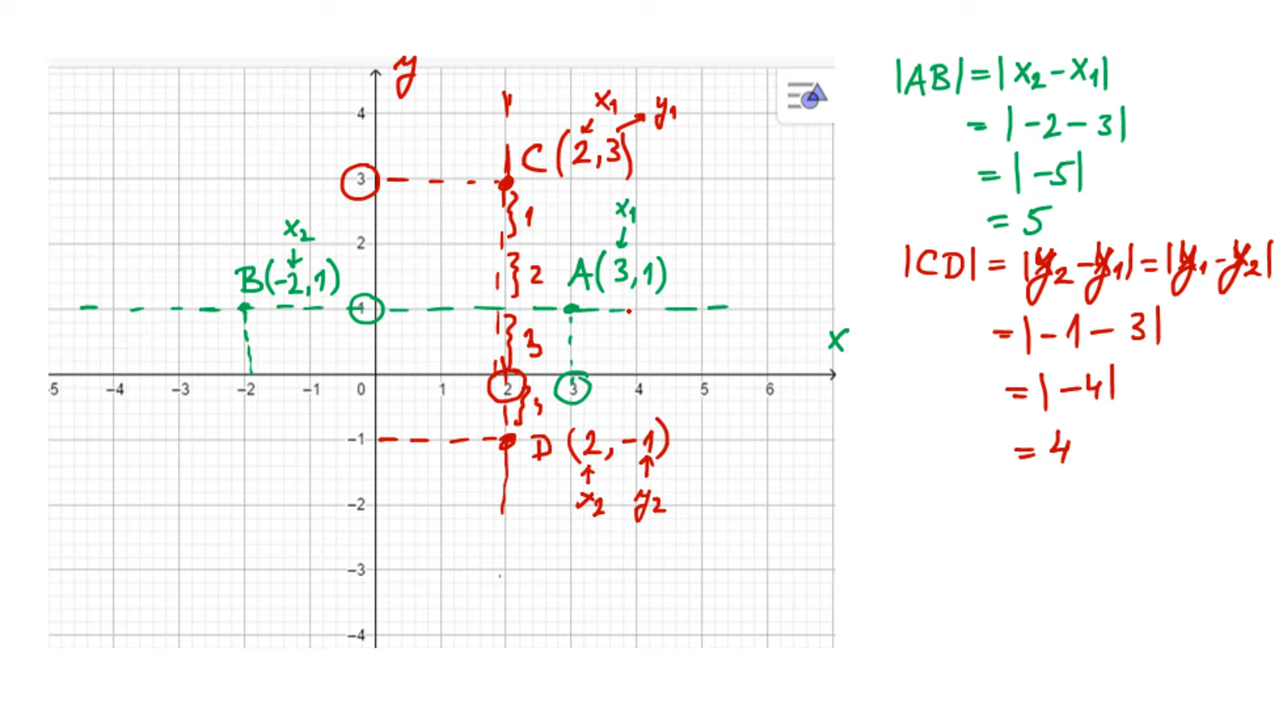 y
4
x₁
y₁
C (2,3)
3
}1
x₂
2
x₁
B(-2,1)
}2
A(3,1)
1
}3
x
5 −4 −3 −2 −1 0 1 2 3 4 5 6
−1
D (2,-1)
x₂ y₂
−2
−3
−4
|AB| = |x₂-x₁|
= |-2-3|
= |-5|
= 5
|CD| = |y₂-y₁| = |y₁-y₂|
= |-1-3|
= |-4|
= 4